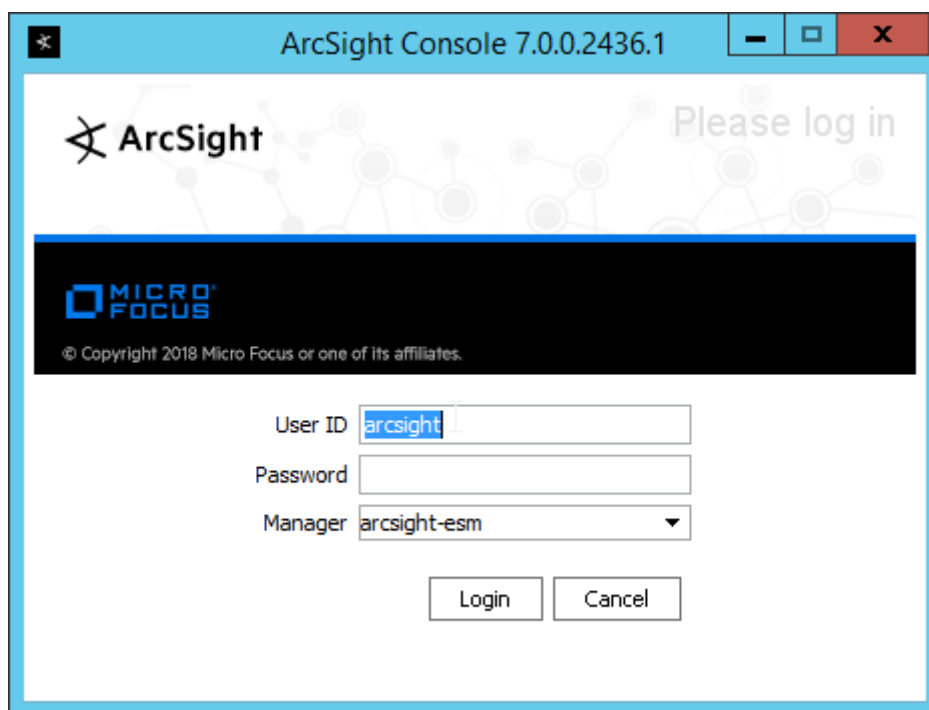 ArcSight Console 7.0.0.2436.1
ArcSight
Please log in
MICRO
FOCUS
© Copyright 2018 Micro Focus or one of its affiliates.
User ID arcsight
Password
Manager arcsight-esm
Login Cancel